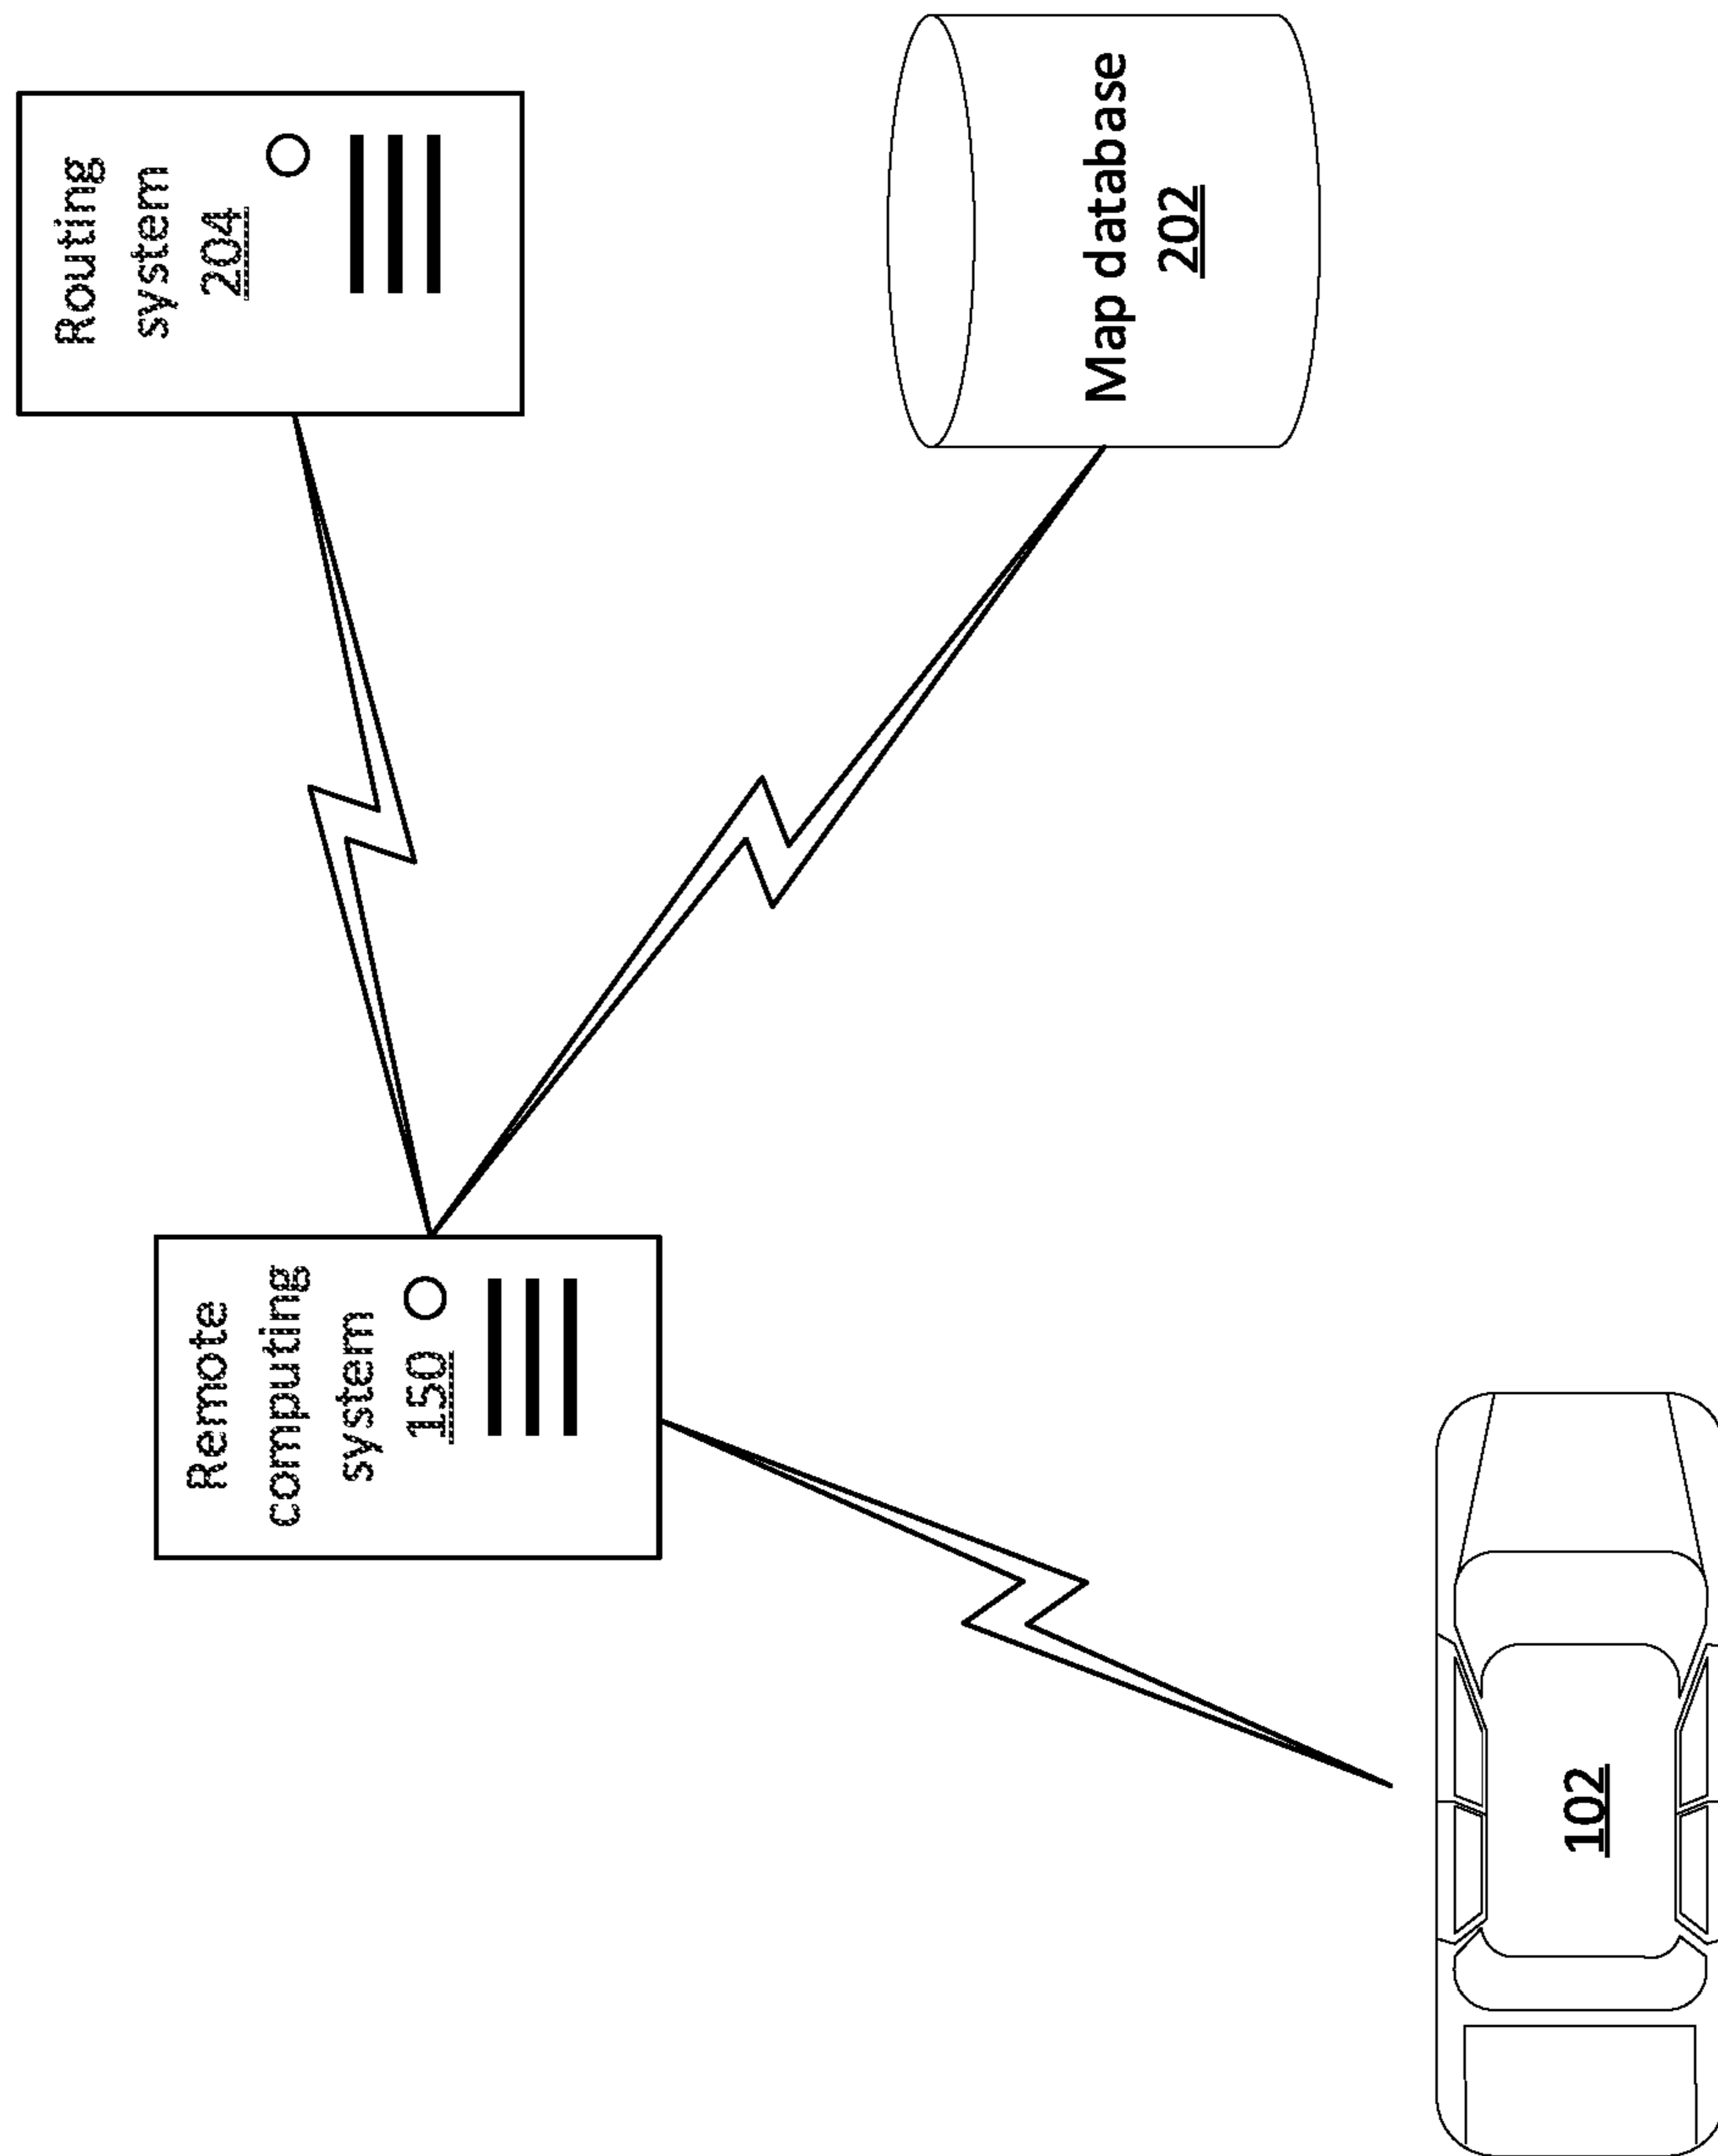 Remote
computing
system
150
Routing
system
204
Map database
202
102